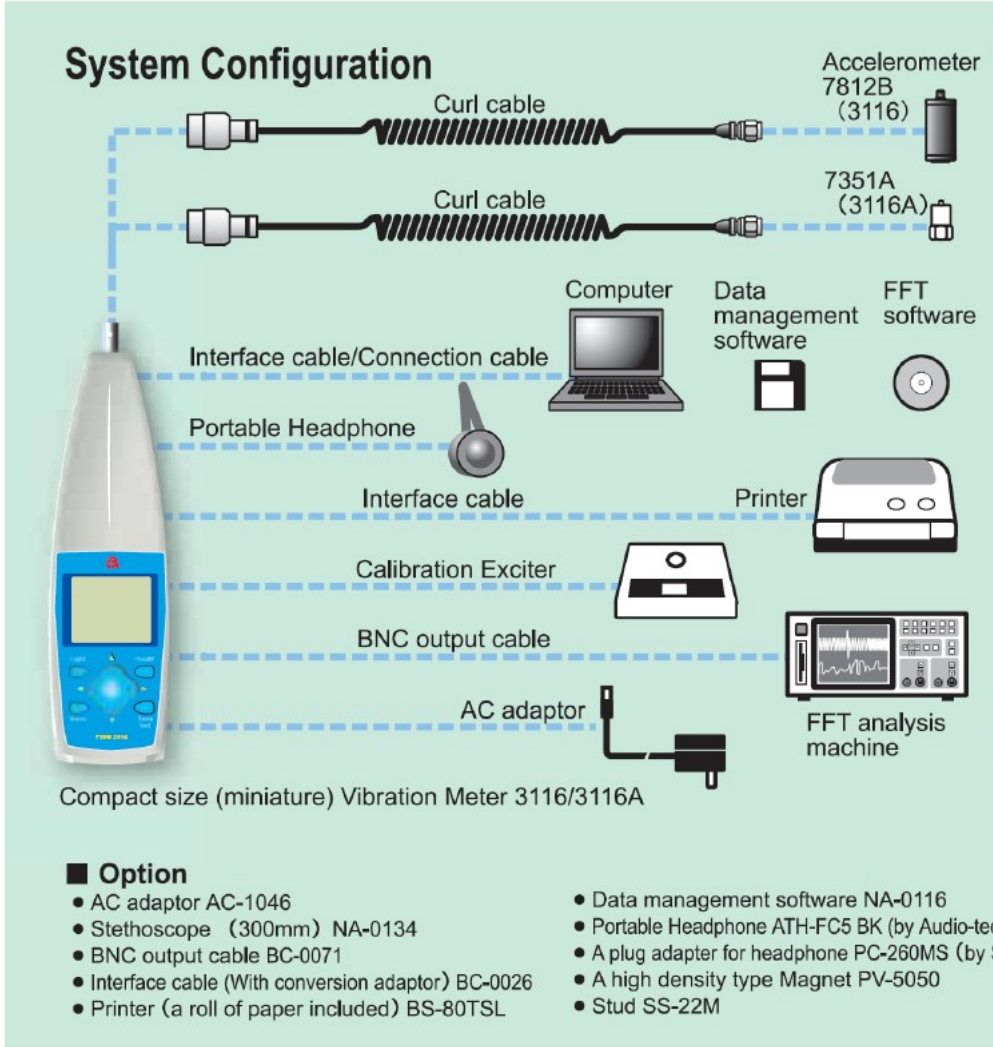 System Configuration
Accelerometer
7812B
(3116)
Curl cable
7351A
(3116A)
Curl cable
Computer
Data
management
software
FFT
software
Interface cable/Connection cable
Portable Headphone
Interface cable
Printer
Calibration Exciter
BNC output cable
AC adaptor
FFT analysis
machine
Light
Compact size (miniature) Vibration Meter 3116/3116A
■ Option
● AC adaptor AC-1046
● Stethoscope (300mm) NA-0134
● BNC output cable BC-0071
● Interface cable (With conversion adaptor) BC-0026
● Printer (a roll of paper included) BS-80TSL
● Data management software NA-0116
● Portable Headphone ATH-FC5 BK (by Audio-tec
● A plug adapter for headphone PC-260MS (by S
● A high density type Magnet PV-5050
● Stud SS-22M